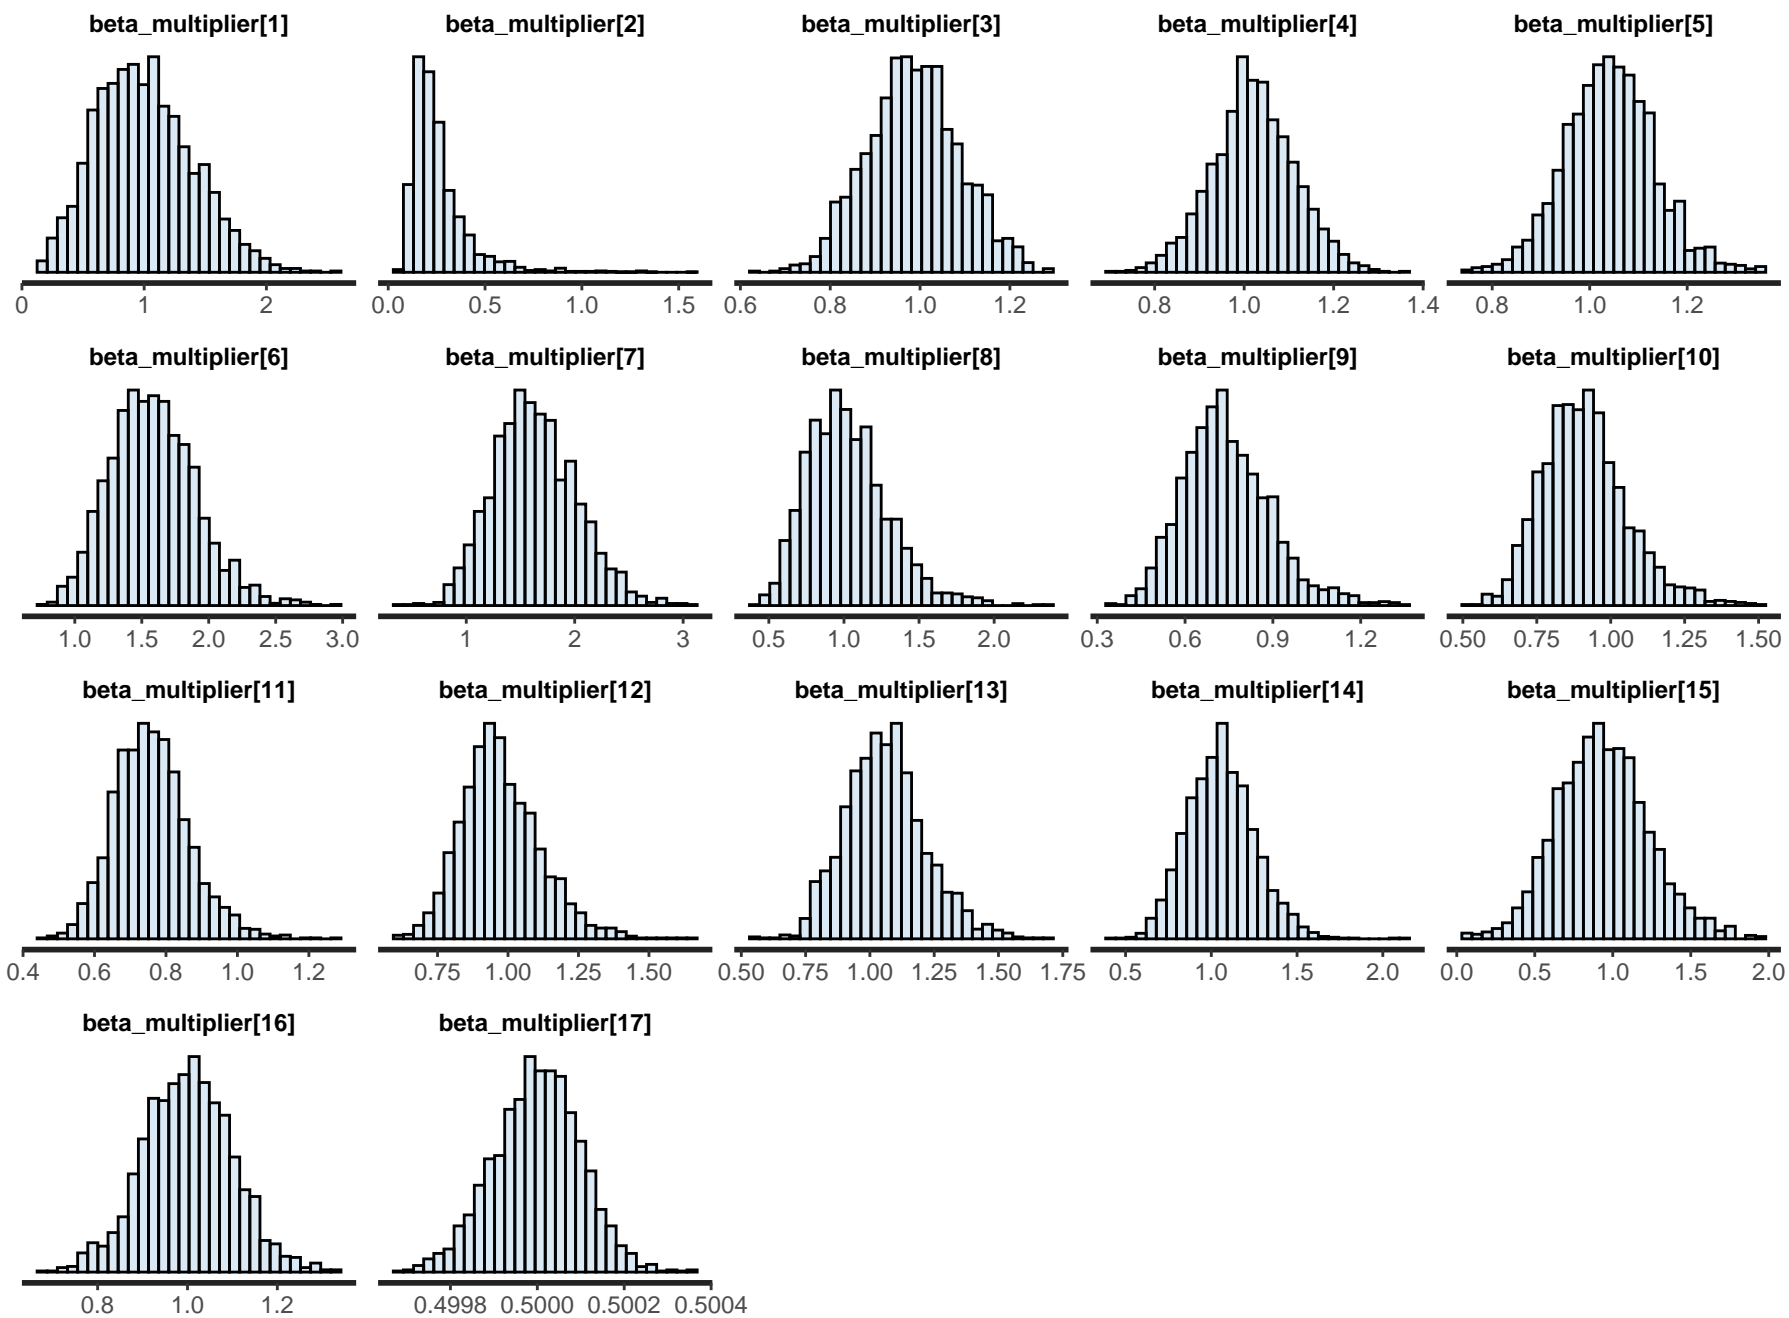 beta_multiplier[1] beta_multiplier[2] beta_multiplier[3] beta_multiplier[4] beta_multiplier[5]
0 1 2 0.0 0.5 1.0 1.5 0.6 0.8 1.0 1.2 0.8 1.0 1.2 1.4 0.8 1.0 1.2
beta_multiplier[6] beta_multiplier[7] beta_multiplier[8] beta_multiplier[9] beta_multiplier[10]
1.0 1.5 2.0 2.5 3.0 1 2 3 0.5 1.0 1.5 2.0 0.3 0.6 0.9 1.2 0.50 0.75 1.00 1.25 1.50
beta_multiplier[11] beta_multiplier[12] beta_multiplier[13] beta_multiplier[14] beta_multiplier[15]
0.4 0.6 0.8 1.0 1.2 0.75 1.00 1.25 1.50 0.50 0.75 1.00 1.25 1.50 1.75 0.5 1.0 1.5 2.0 0.0 0.5 1.0 1.5 2.0
beta_multiplier[16] beta_multiplier[17]
0.8 1.0 1.2 0.4998 0.5000 0.5002 0.5004